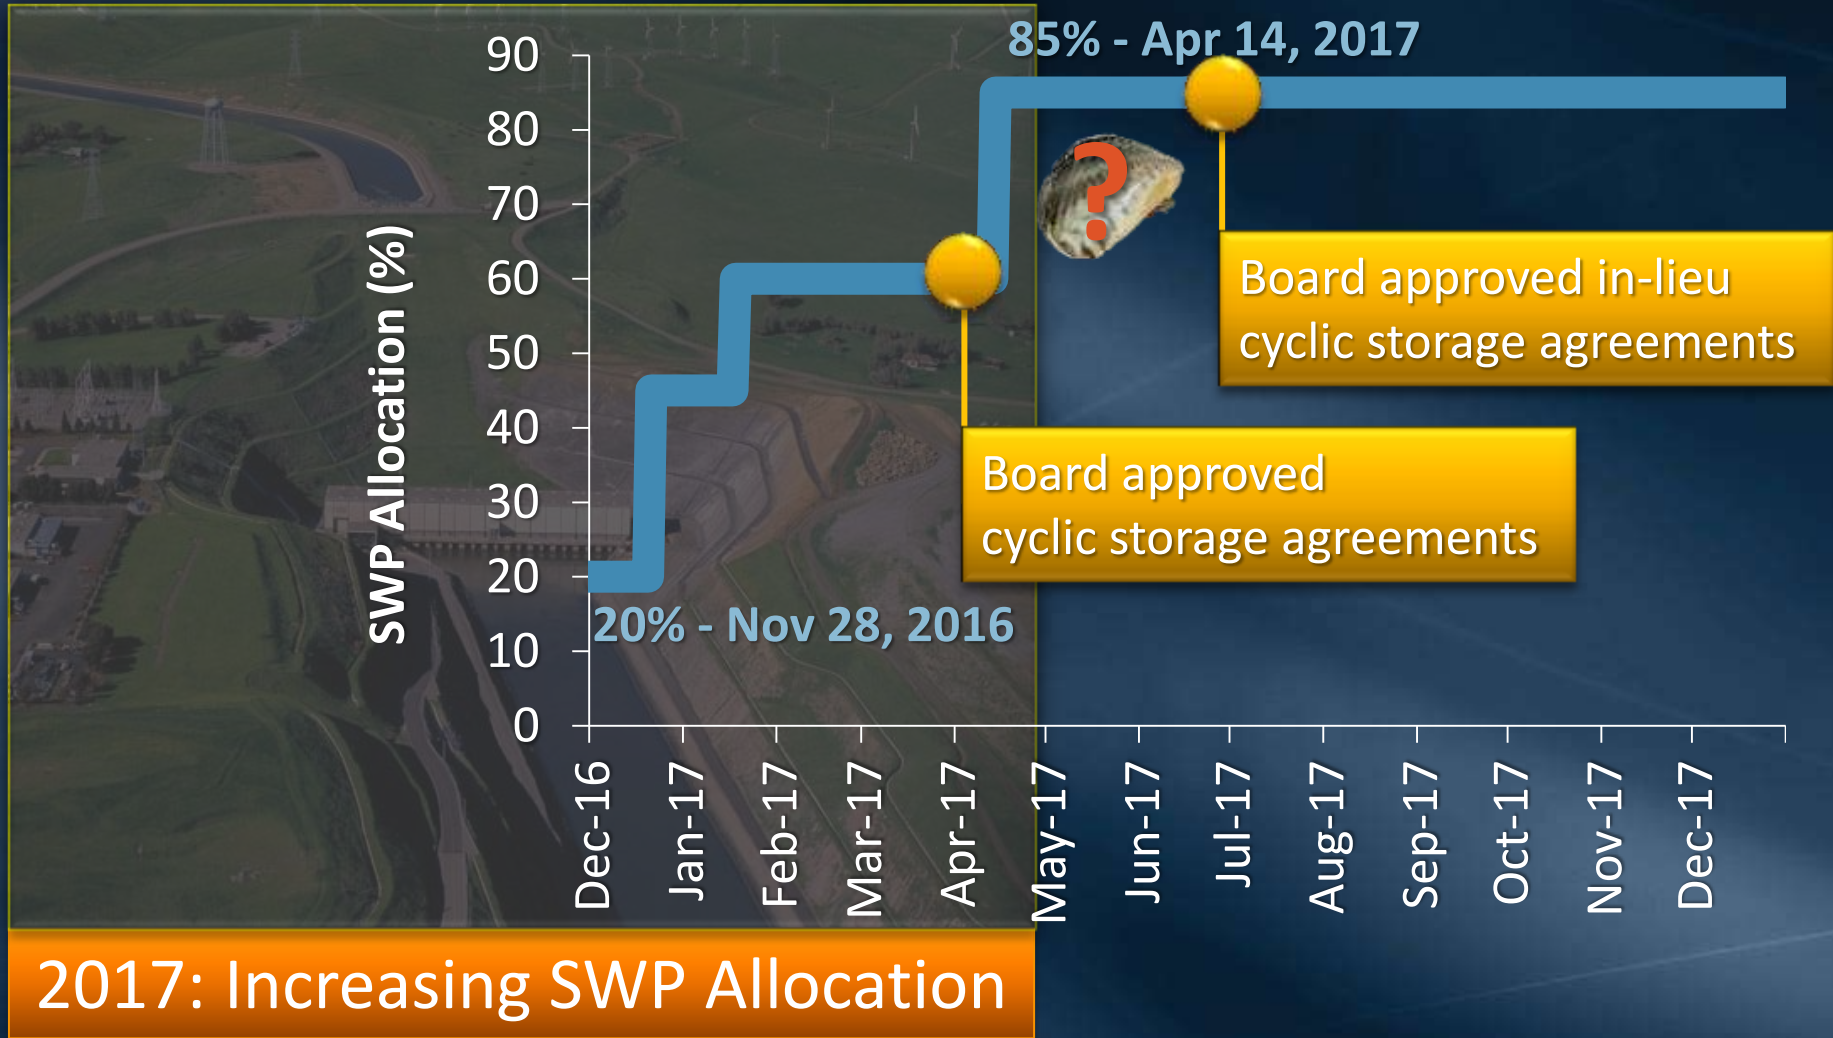 85% - Apr 14, 2017
90
80
70
60
50
40
30
20
10
0
SWP Allocation (%)
?
Board approved in-lieu
cyclic storage agreements
Board approved
cyclic storage agreements
20% - Nov 28, 2016
Dec-16
Jan-17
Feb-17
Mar-17
Apr-17
May-17
Jun-17
Jul-17
Aug-17
Sep-17
Oct-17
Nov-17
Dec-17
2017: Increasing SWP Allocation